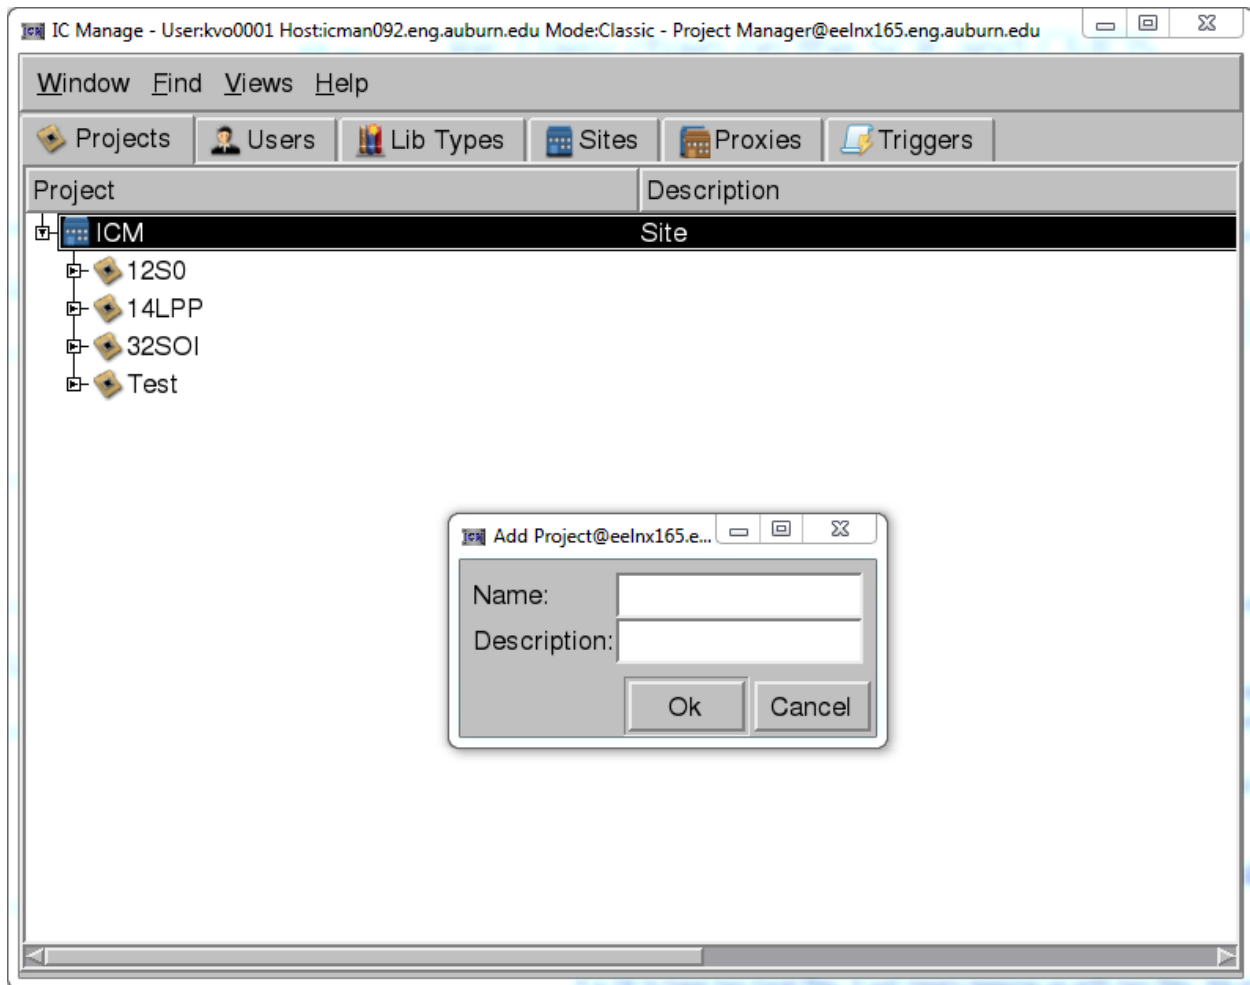 IC Manage - User:kvo0001 Host:icman092.eng.auburn.edu Mode:Classic - Project Manager@eelnx165.eng.auburn.edu
Window Find Views Help
Projects Users Lib Types Sites Proxies Triggers
Project Description
ICM Site
12S0
14LPP
32SOI
Test
Add Project@eelnx165.e...
Name:
Description:
Ok Cancel